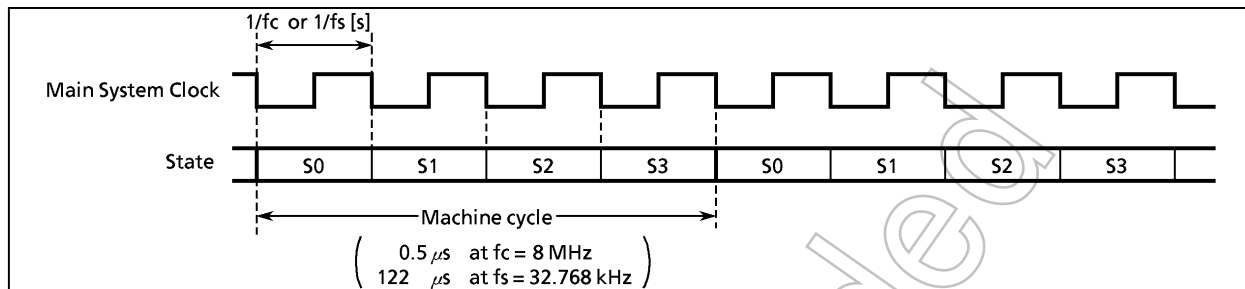 1/fc or 1/fs [s]
Main System Clock
State S0 S1 S2 S3 S0 S1 S2 S3
Machine cycle
0.5 μs at fc = 8 MHz
122 μs at fs = 32.768 kHz
ded